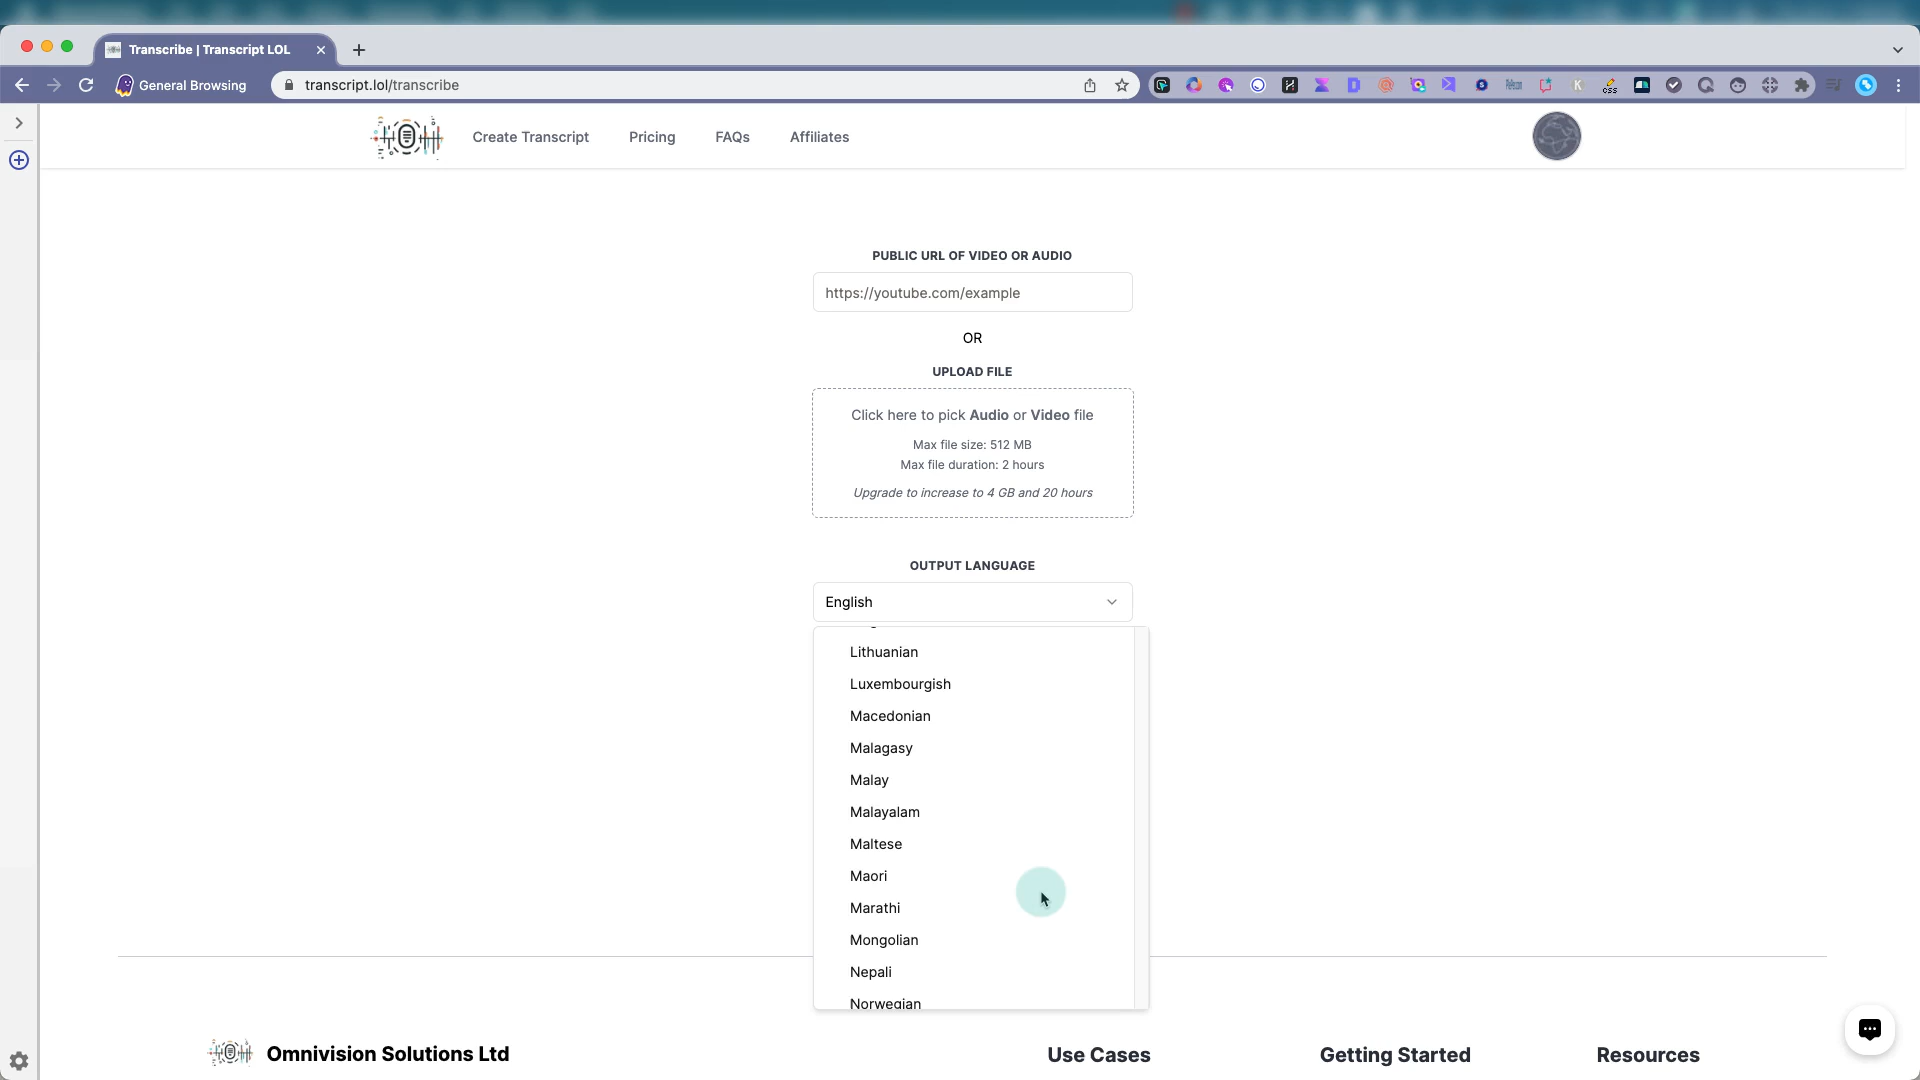 Transcribe | Transcript LOL
General Browsing
transcript.lol/transcribe
Create Transcript
Pricing
FAQs
Affiliates
PUBLIC URL OF VIDEO OR AUDIO
https://youtube.com/example
OR
UPLOAD FILE
Click here to pick Audio or Video file
Max file size: 512 MB
Max file duration: 2 hours
Upgrade to increase to 4 GB and 20 hours
OUTPUT LANGUAGE
English
Lithuanian
Luxembourgish
Macedonian
Malagasy
Malay
Malayalam
Maltese
Maori
Marathi
Mongolian
Nepali
Norwegian
Omnivision Solutions Ltd
Use Cases
Getting Started
Resources